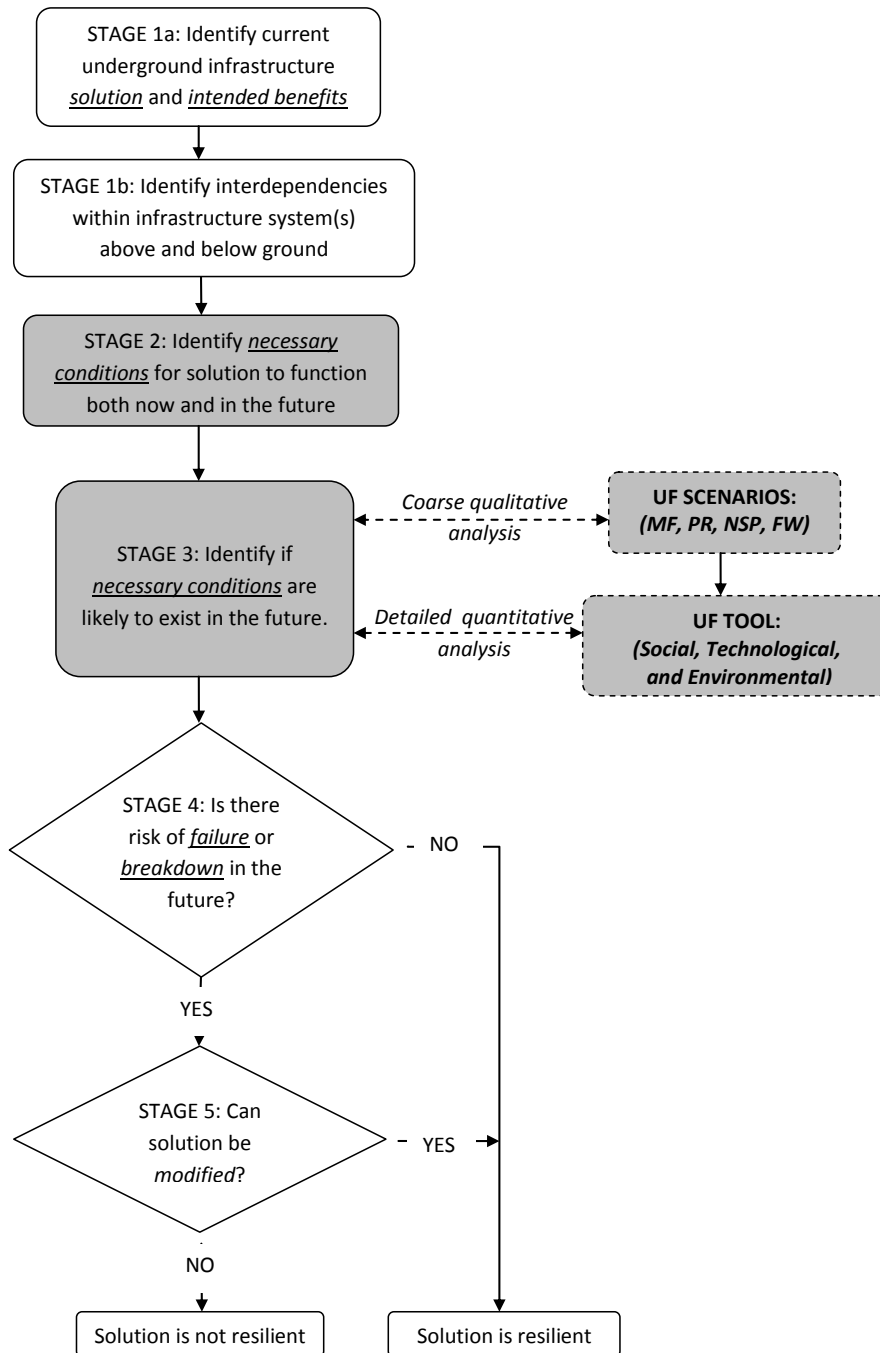 STAGE 1a: Identify current
underground infrastructure
solution and intended benefits
STAGE 1b: Identify interdependencies
within infrastructure system(s)
above and below ground
STAGE 2: Identify necessary
conditions for solution to function
both now and in the future
STAGE 3: Identify if
necessary conditions are
likely to exist in the future.
Coarse qualitative
analysis
UF SCENARIOS:
(MF, PR, NSP, FW)
Detailed quantitative
analysis
UF TOOL:
(Social, Technological,
and Environmental)
STAGE 4: Is there
risk of failure or
breakdown in the
future?
NO
YES
STAGE 5: Can
solution be
modified?
YES
NO
Solution is not resilient
Solution is resilient